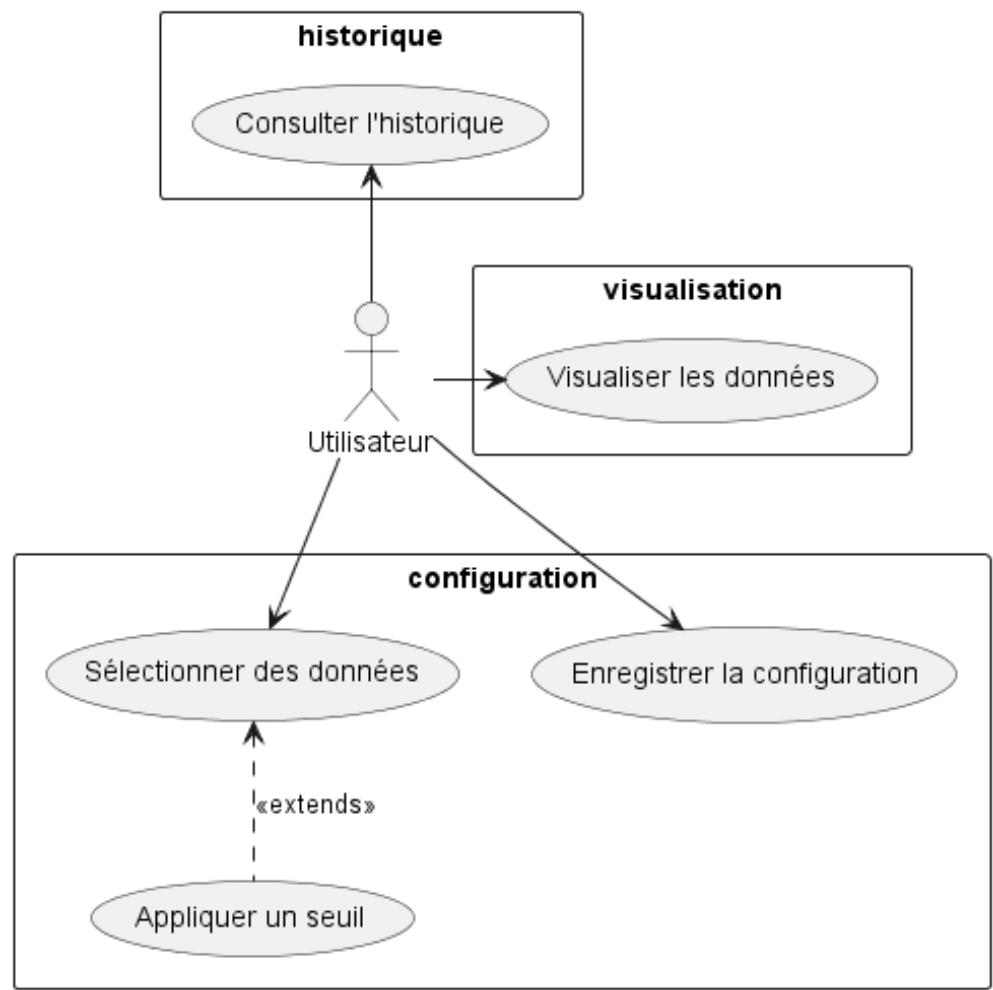 historique
Consulter l'historique
visualisation
Visualiser les données
Utilisateur
configuration
Sélectionner des données
Enregistrer la configuration
«extends»
Appliquer un seuil